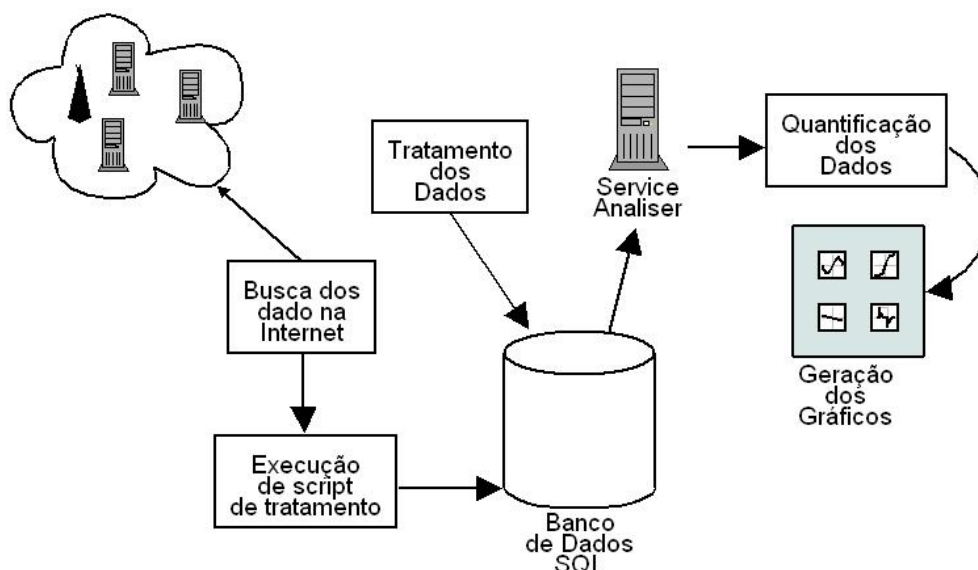 Tratamento
dos
Dados
Service
Analiser
Quantificação
dos
Dados
Busca dos
dado na
Internet
Geração
dos
Gráficos
Execução
de script
de tratamento
Banco
de Dados
SQL